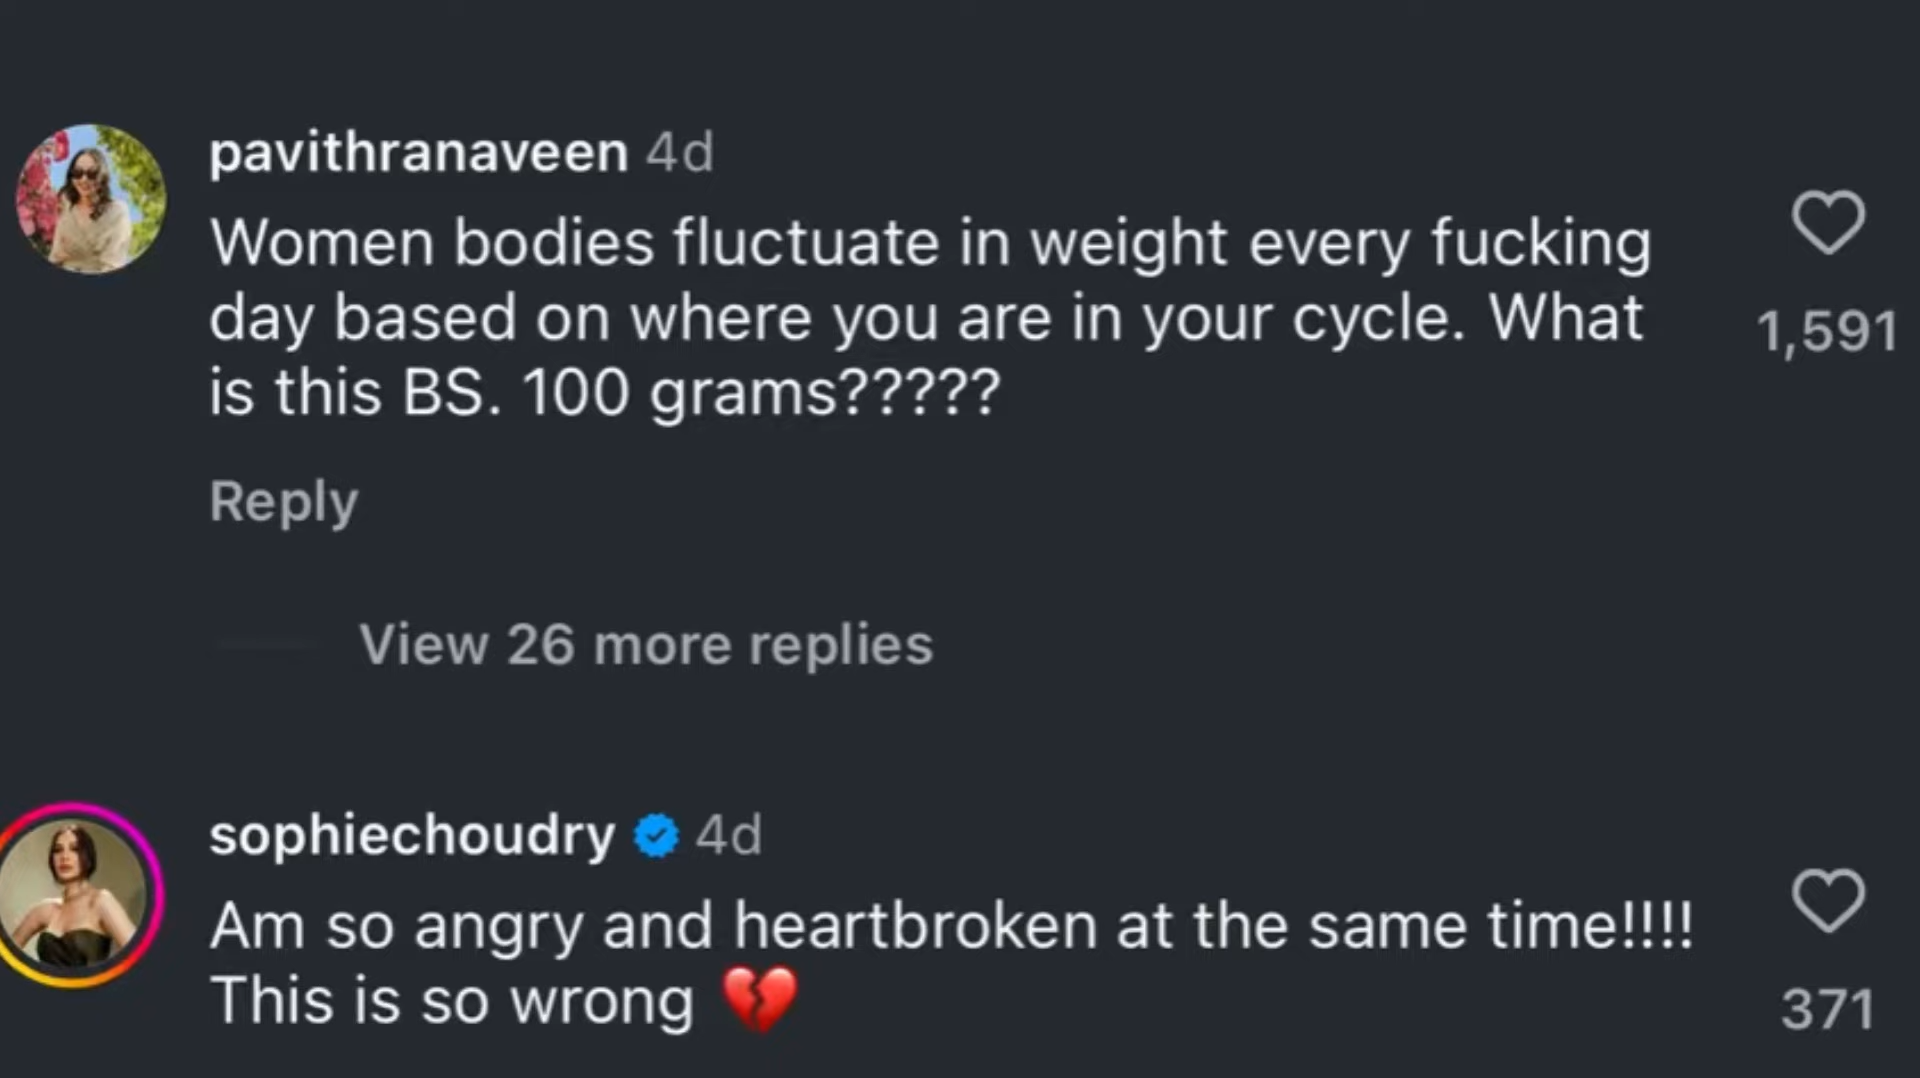 pavithranaveen 4d
Women bodies fluctuate in weight every fucking
day based on where you are in your cycle. What
is this BS. 100 grams?????
1,591
Reply
View 26 more replies
sophiechoudry 4d
Am so angry and heartbroken at the same time!!!!
This is so wrong 💔
371